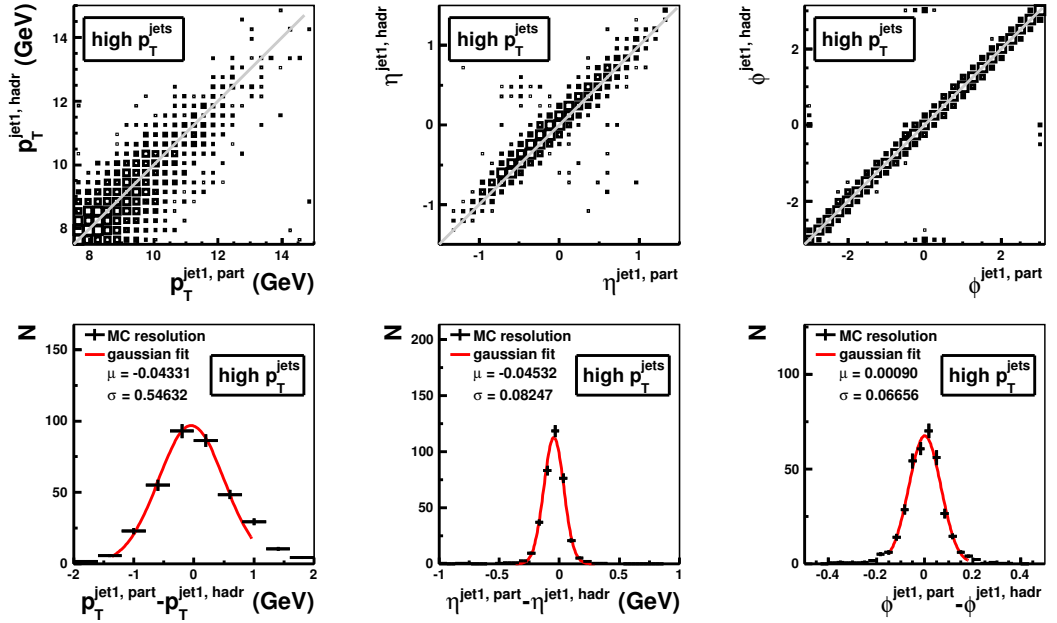 high p_T^jets
p_T^jet1, hadr (GeV)
14
12
10
8
8 10 12 14
p_T^jet1, part (GeV)
high p_T^jets
η^jet1, hadr
1
0
-1
-1 0 1
η^jet1, part
high p_T^jets
ϕ^jet1, hadr
2
0
-2
-2 0 2
ϕ^jet1, part
N
MC resolution
gaussian fit
μ = -0.04331
σ = 0.54632
high p_T^jets
150
100
50
0
-2 -1 0 1 2
p_T^jet1, part-p_T^jet1, hadr (GeV)
N
MC resolution
gaussian fit
μ = -0.04532
σ = 0.08247
high p_T^jets
200
150
100
50
0
-1 -0.5 0 0.5 1
η^jet1, part-η^jet1, hadr (GeV)
N
MC resolution
gaussian fit
μ = 0.00090
σ = 0.06656
high p_T^jets
100
50
0
-0.4 -0.2 0 0.2 0.4
ϕ^jet1, part-ϕ^jet1, hadr